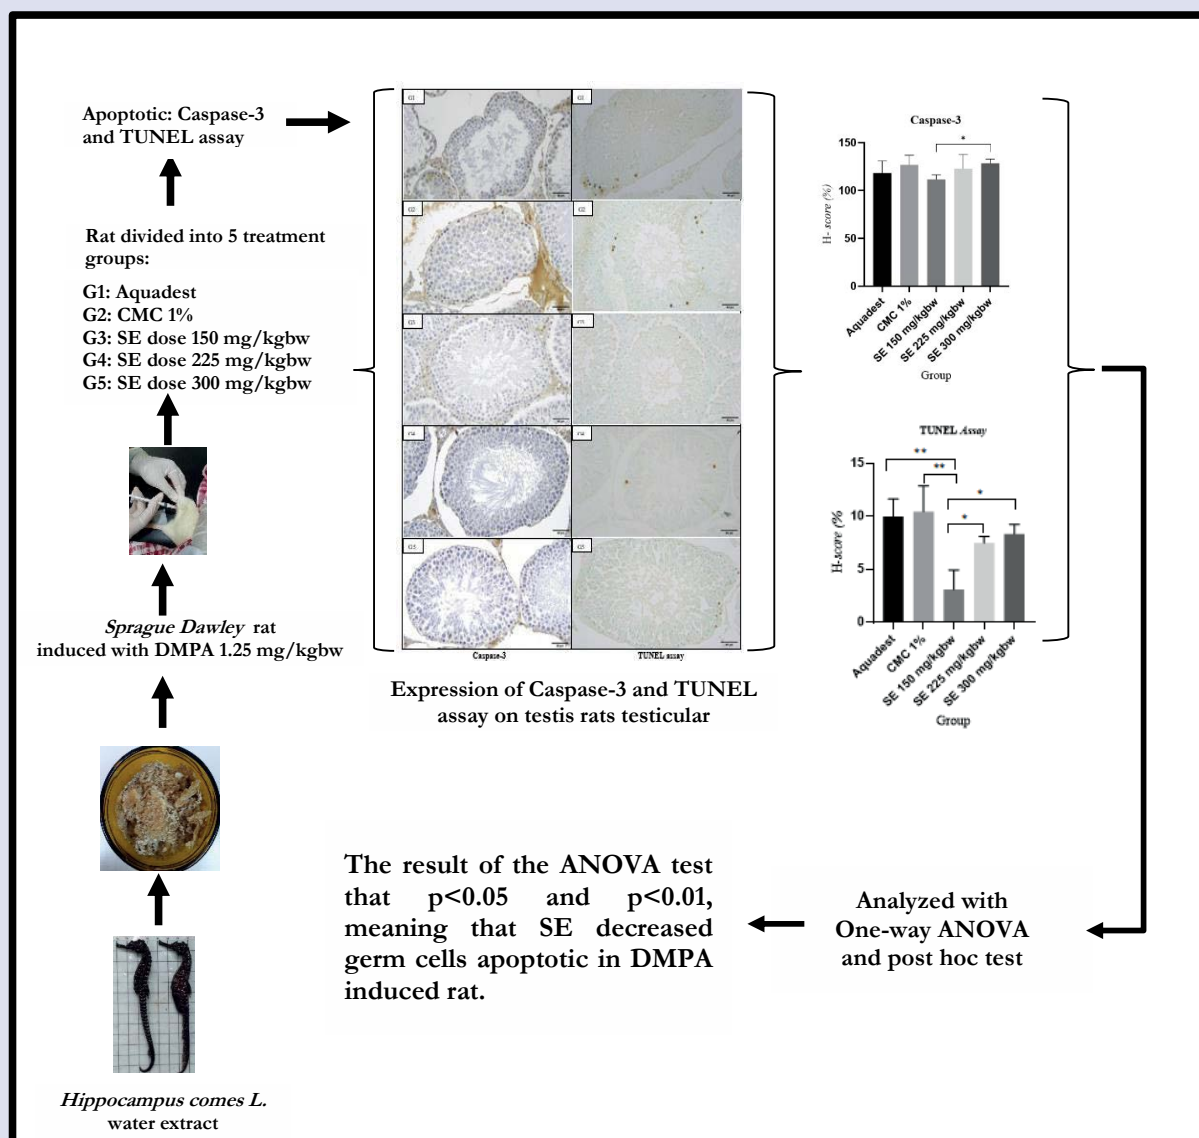 Apoptotic: Caspase-3
and TUNEL assay
Rat divided into 5 treatment
groups:
G1: Aquadest
G2: CMC 1%
G3: SE dose 150 mg/kgbw
G4: SE dose 225 mg/kgbw
G5: SE dose 300 mg/kgbw
Sprague Dawley rat
induced with DMPA 1.25 mg/kgbw
Hippocampus comes L.
water extract
G1
G1
G2
G2
G3
G4
G5
G5
Caspase-3
TUNEL assay
Expression of Caspase-3 and TUNEL
assay on testis rats testicular
Caspase-3
*
150
100
50
0
H- score (%)
Aquadest
CMC 1%
SE 150 mg/kgbw
SE 225 mg/kgbw
SE 300 mg/kgbw
Group
TUNEL Assay
**
**
*
*
15
10
5
0
H-score (%
Aquadest
CMC 1%
SE 150 mg/kgbw
SE 225 mg/kgbw
SE 300 mg/kgbw
Group
Analyzed with
One-way ANOVA
and post hoc test
The result of the ANOVA test
that p<0.05 and p<0.01,
meaning that SE decreased
germ cells apoptotic in DMPA
induced rat.